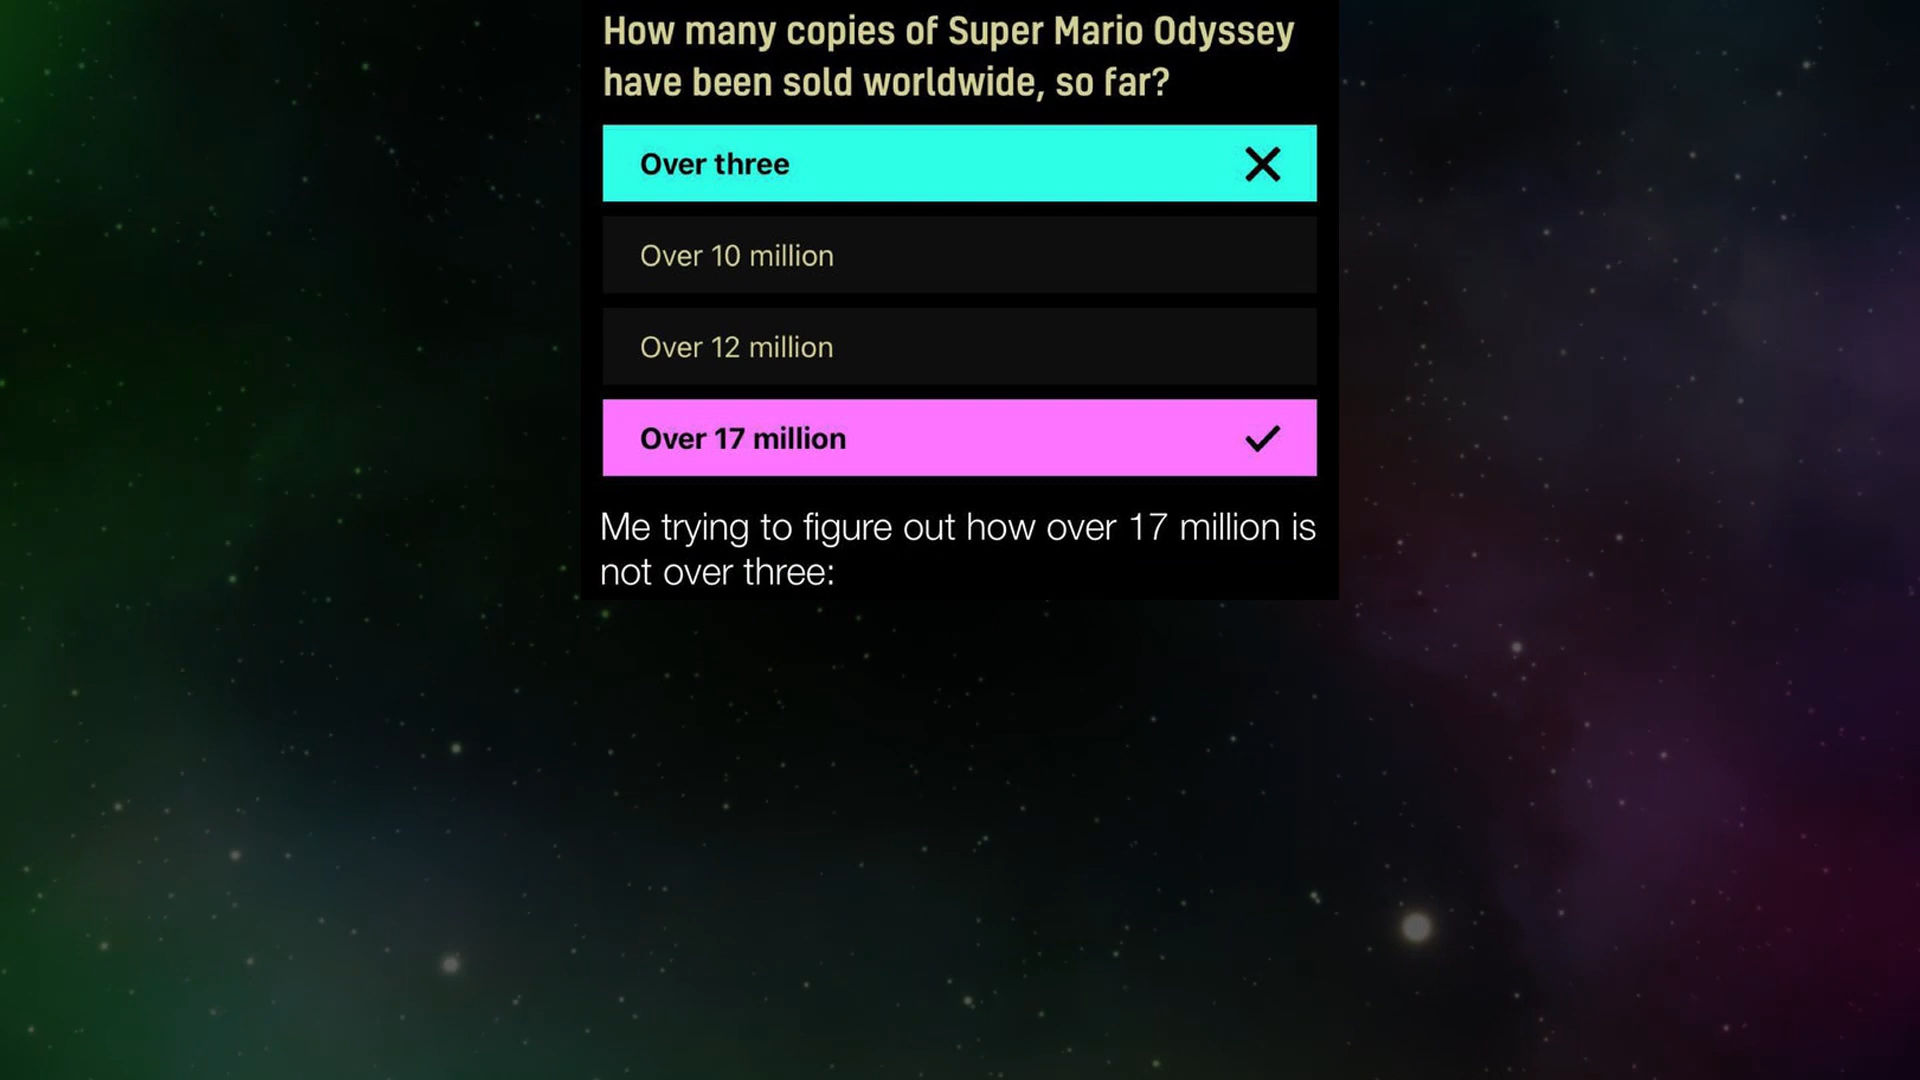 How many copies of Super Mario Odyssey
have been sold worldwide, so far?
Over three
Over 10 million
Over 12 million
Over 17 million
Me trying to figure out how over 17 million is
not over three: